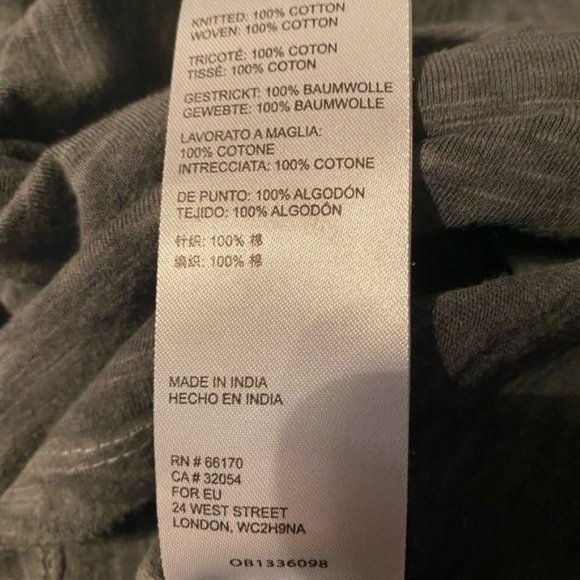 KNITTED: 100% COTTON
WOVEN: 100% COTTON
TRICOTÉ: 100% COTON
TISSÉ: 100% COTON
GESTRICKT: 100% BAUMWOLLE
GEWEBTE: 100% BAUMWOLLE
LAVORATO A MAGLIA:
100% COTONE
INTRECCIATA: 100% COTONE
DE PUNTO: 100% ALGODÓN
TEJIDO: 100% ALGODÓN
针织: 100% 棉
编织: 100% 棉
MADE IN INDIA
HECHO EN INDIA
RN # 66170
CA # 32054
FOR EU
24 WEST STREET
LONDON, WC2H9NA
OB1336098